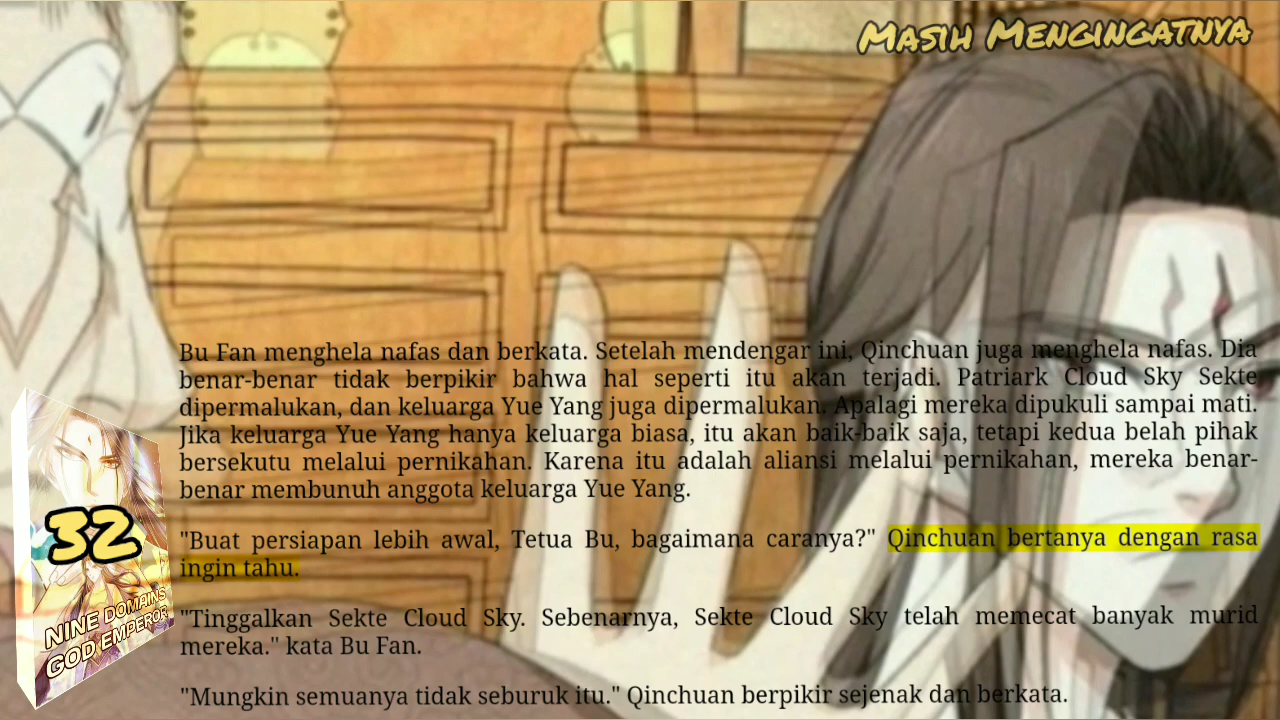 Masih Mengingatnya
Bu Fan menghela nafas dan berkata. Setelah mendengar ini, Qinchuan juga menghela nafas. Dia
benar-benar tidak berpikir bahwa hal seperti itu akan terjadi. Patriark Cloud Sky Sekte
dipermalukan, dan keluarga Yue Yang juga dipermalukan. Apalagi mereka dipukuli sampai mati.
Jika keluarga Yue Yang hanya keluarga biasa, itu akan baik-baik saja, tetapi kedua belah pihak
bersekutu melalui pernikahan. Karena itu adalah aliansi melalui pernikahan, mereka benar-
benar membunuh anggota keluarga Yue Yang.
"Buat persiapan lebih awal, Tetua Bu, bagaimana caranya?" Qinchuan bertanya dengan rasa
ingin tahu.
"Tinggalkan Sekte Cloud Sky. Sebenarnya, Sekte Cloud Sky telah memecat banyak murid
mereka." kata Bu Fan.
"Mungkin semuanya tidak seburuk itu." Qinchuan berpikir sejenak dan berkata.
32
NINE DOMAINS
GOD EMPEROR